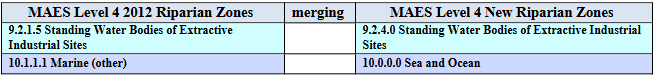 MAES Level 4 2012 Riparian Zones merging MAES Level 4 New Riparian Zones
9.2.1.5 Standing Water Bodies of Extractive
Industrial Sites
9.2.4.0 Standing Water Bodies of Extractive Industrial
Sites
10.1.1.1 Marine (other)
10.0.0.0 Sea and Ocean